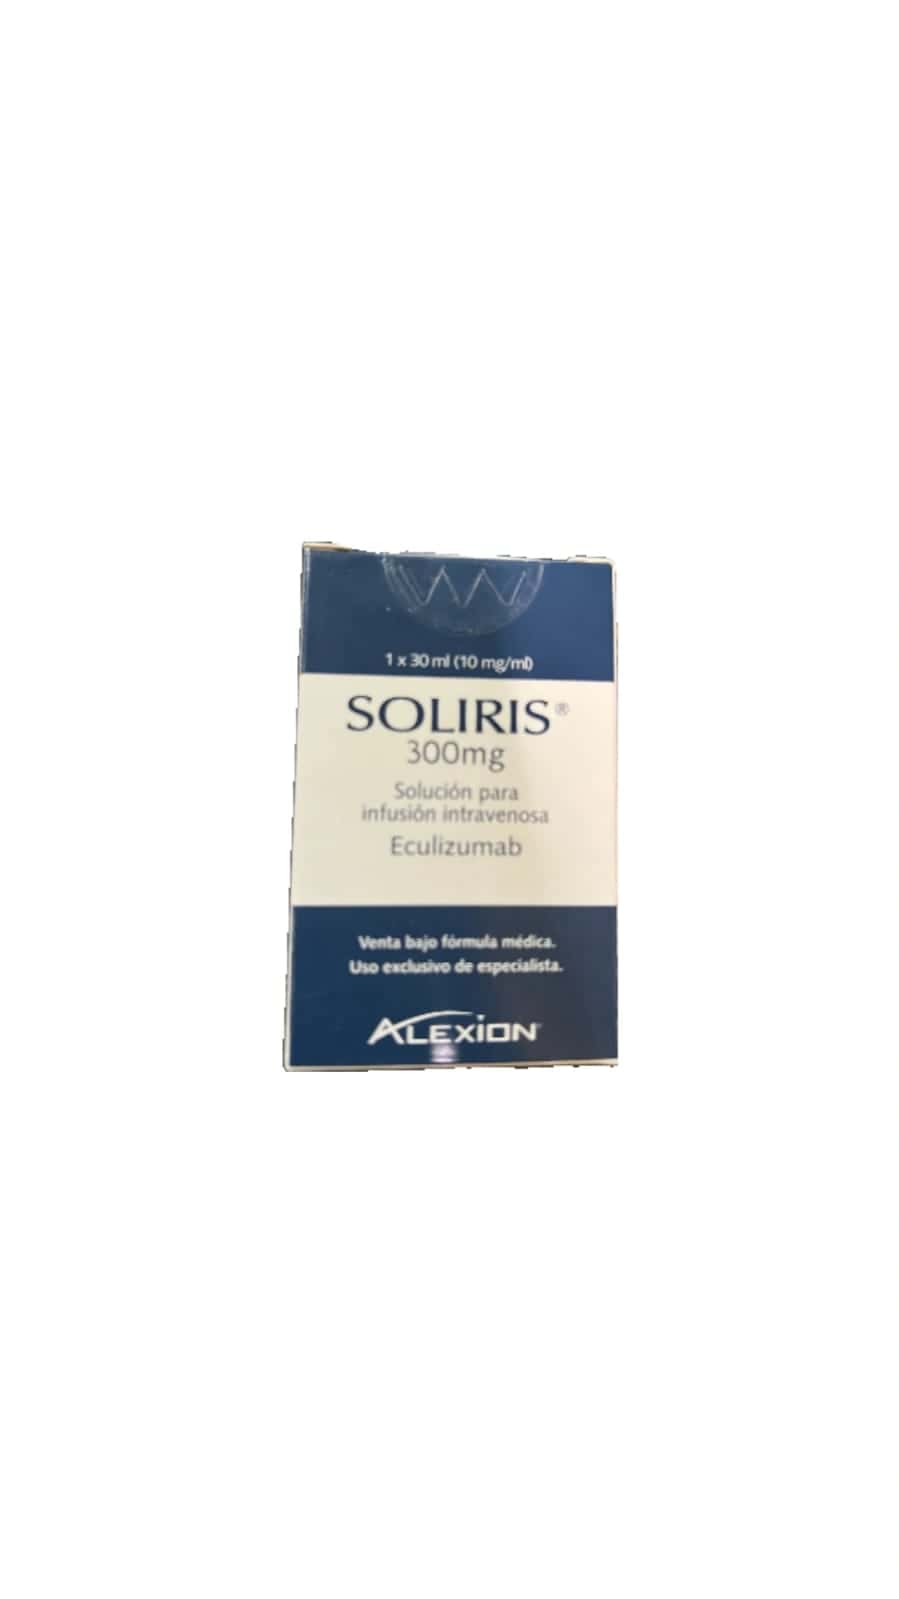 1 x 30 ml (10 mg/ml)
SOLIRIS®
300mg
Solución para
infusión intravenosa
Eculizumab
Venta bajo fórmula médica.
Uso exclusivo de especialista.
ALEXION